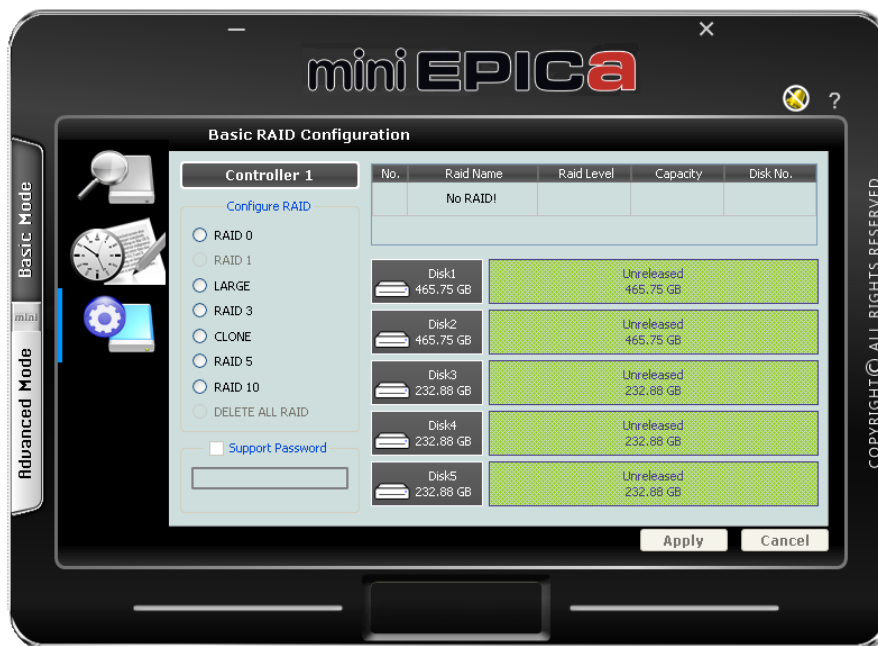 mini EPICa
?
Basic RAID Configuration
Basic Mode
mini
Advanced Mode
Controller 1
Configure RAID
RAID 0
RAID 1
LARGE
RAID 3
CLONE
RAID 5
RAID 10
DELETE ALL RAID
Support Password
No. Raid Name Raid Level Capacity Disk No.
No RAID!
Disk1
465.75 GB
Unreleased
465.75 GB
Disk2
465.75 GB
Unreleased
465.75 GB
Disk3
232.88 GB
Unreleased
232.88 GB
Disk4
232.88 GB
Unreleased
232.88 GB
Disk5
232.88 GB
Unreleased
232.88 GB
Apply Cancel
COPYRIGHT© ALL RIGHTS RESERVED